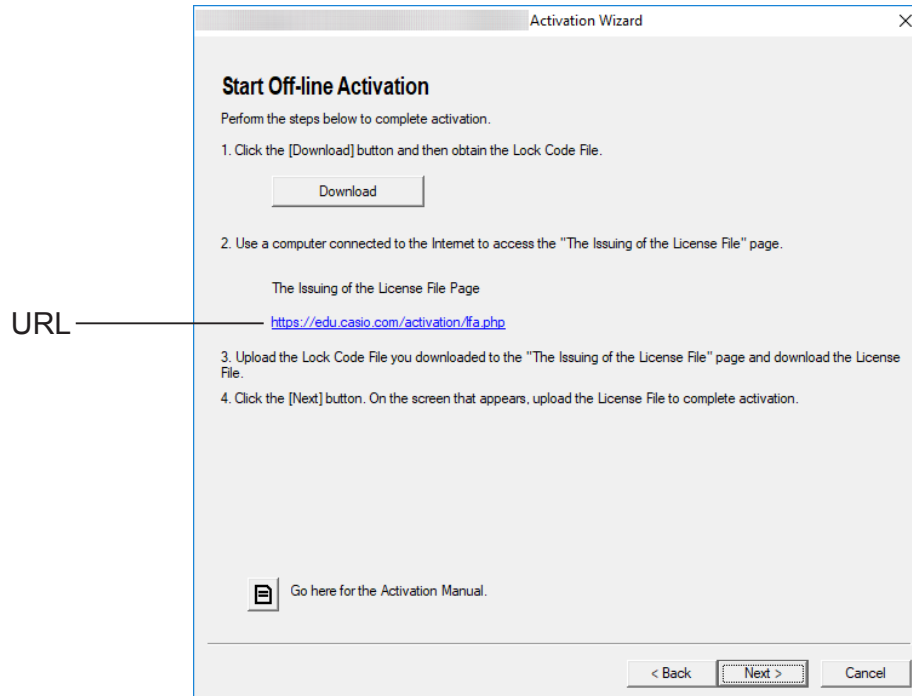 Activation Wizard
Start Off-line Activation
Perform the steps below to complete activation.
1. Click the [Download] button and then obtain the Lock Code File.
Download
2. Use a computer connected to the Internet to access the "The Issuing of the License File" page.
The Issuing of the License File Page
URL
https://edu.casio.com/activation/lfa.php
3. Upload the Lock Code File you downloaded to the "The Issuing of the License File" page and download the License
File.
4. Click the [Next] button. On the screen that appears, upload the License File to complete activation.
Go here for the Activation Manual.
< Back
Next >
Cancel